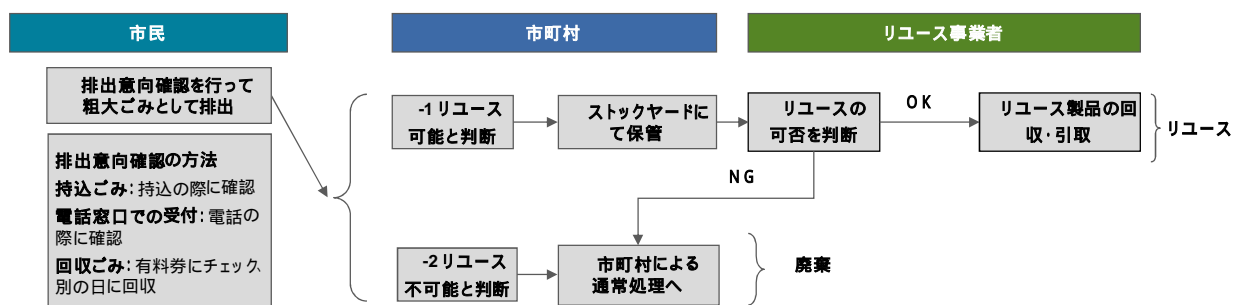 市民
市町村
リユース事業者
排出意向確認を行って
粗大ごみとして排出
排出意向確認の方法
持込ごみ:持込の際に確認
電話窓口での受付:電話の
際に確認
回収ごみ:有料券にチェック、
別の日に回収
-1リユース
可能と判断
ストックヤードに
て保管
リユースの
可否を判断
OK
リユース製品の回
収・引取
リユース
NG
-2リユース
不可能と判断
市町村による
通常処理へ
廃棄